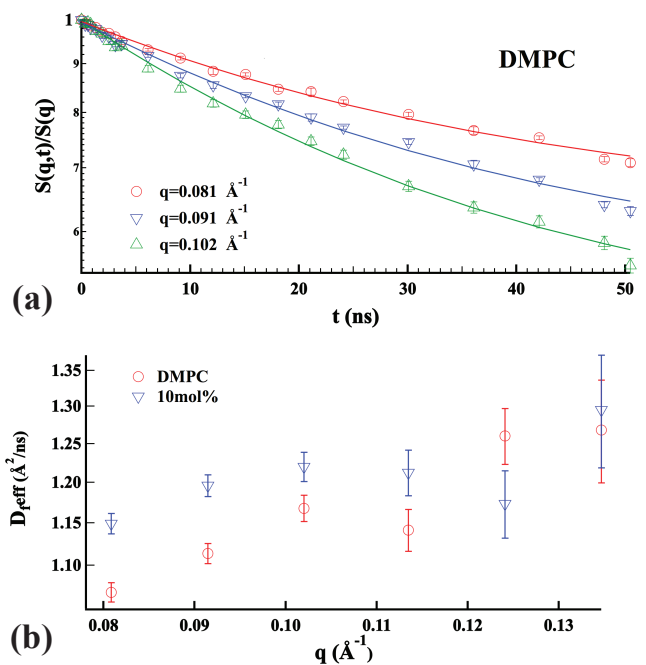 DMPC
1
9
8
7
6
S(q,t)/S(q)
q=0.081 Å⁻¹
q=0.091 Å⁻¹
q=0.102 Å⁻¹
0 10 20 30 40 50
t (ns)
(a)
DMPC
10mol%
1.35
1.30
1.25
1.20
1.15
1.10
D_feff (Å²/ns)
0.08 0.09 0.10 0.11 0.12 0.13
q (Å⁻¹)
(b)